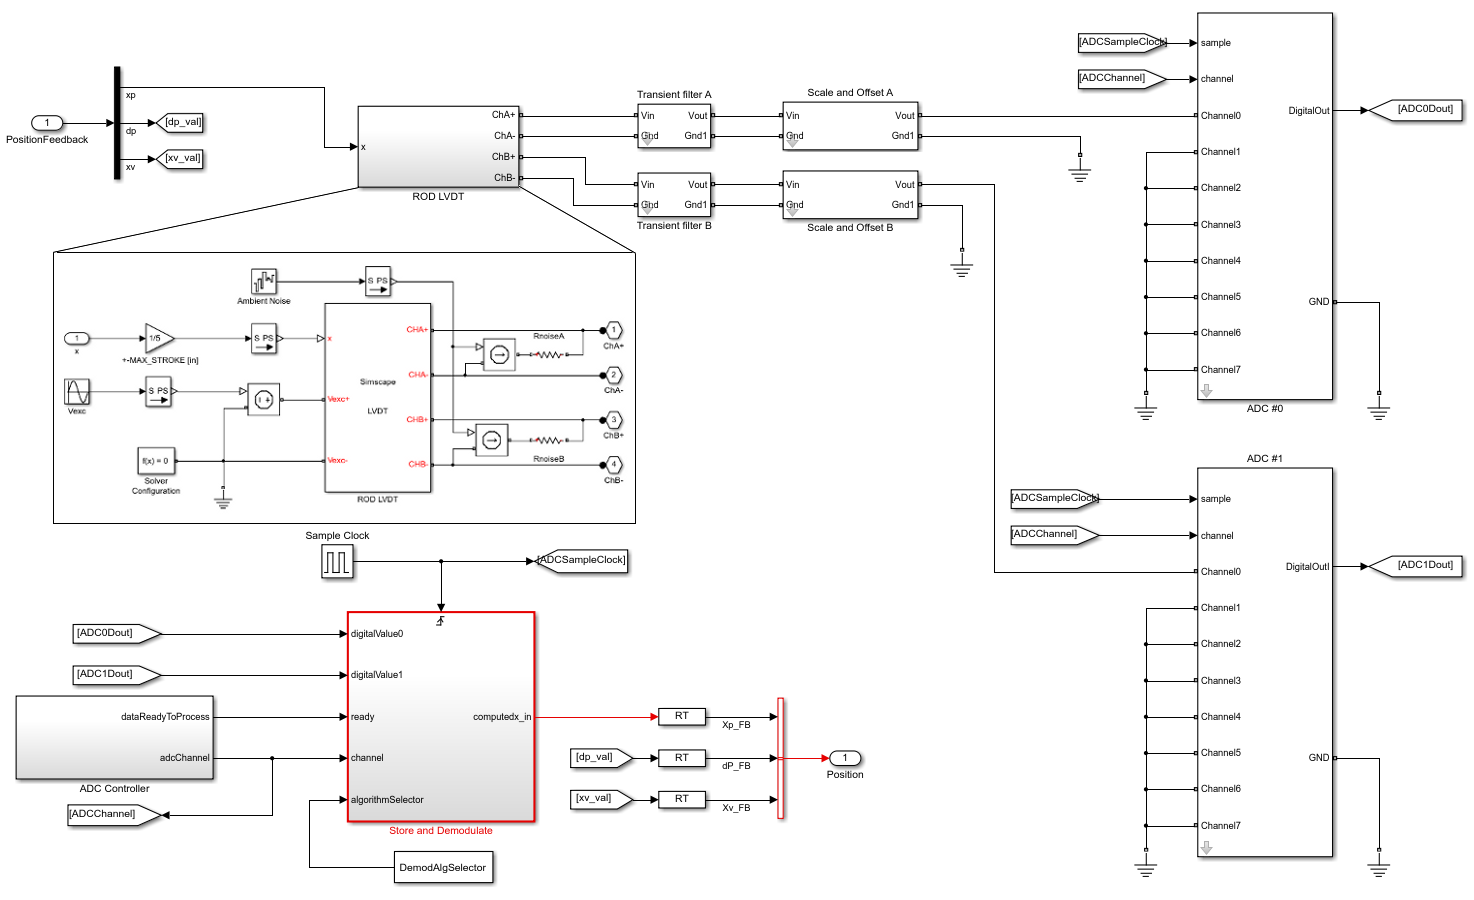 1
PositionFeedback
xp
dp
xv
[dp_val]
[xv_val]
x
ChA+
ChA-
ChB+
ChB-
ROD LVDT
Transient filter A
Vin
Gnd
Vout
Gnd1
Scale and Offset A
Vin
Gnd
Vout
Gnd1
Vin
Gnd
Vout
Gnd1
Transient filter B
Vin
Gnd
Vout
Gnd1
Scale and Offset B
[ADCSampleClock]
[ADCChannel]
sample
channel
Channel0
Channel1
Channel2
Channel3
Channel4
Channel5
Channel6
Channel7
DigitalOut
GND
[ADC0Dout]
ADC #0
Ambient Noise
S PS
1
x
1/5
+-MAX_STROKE [in]
S PS
x
Vexc
S PS
Vexc+
f(x) = 0
Solver
Configuration
Vexc-
Simscape
LVDT
CHA+
CHA-
CHB+
CHB-
ROD LVDT
RnoiseA
RnoiseB
1
ChA+
2
ChA-
3
ChB+
4
ChB-
ADC #1
[ADCSampleClock]
[ADCChannel]
sample
channel
Channel0
Channel1
Channel2
Channel3
Channel4
Channel5
Channel6
Channel7
DigitalOutl
GND
[ADC1Dout]
Sample Clock
[ADCSampleClock]
[ADC0Dout]
[ADC1Dout]
dataReadyToProcess
adcChannel
ADC Controller
[ADCChannel]
digitalValue0
digitalValue1
ready
channel
algorithmSelector
computedx_in
Store and Demodulate
DemodAlgSelector
RT
Xp_FB
[dp_val]
RT
dP_FB
[xv_val]
RT
Xv_FB
1
Position